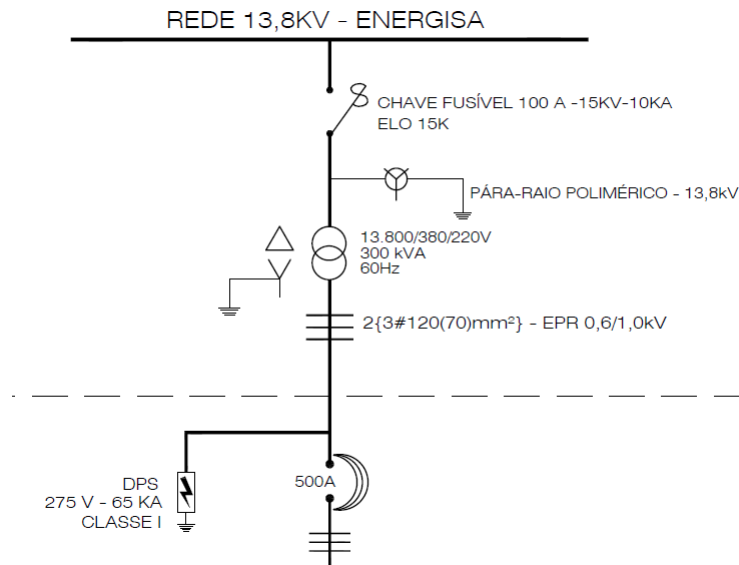 REDE 13,8KV - ENERGISA
CHAVE FUSÍVEL 100 A -15KV-10KA
ELO 15K
PÁRA-RAIO POLIMÉRICO - 13,8kV
13.800/380/220V
300 kVA
60Hz
2{3#120(70)mm²} - EPR 0,6/1,0kV
500A
DPS
275 V - 65 KA
CLASSE I